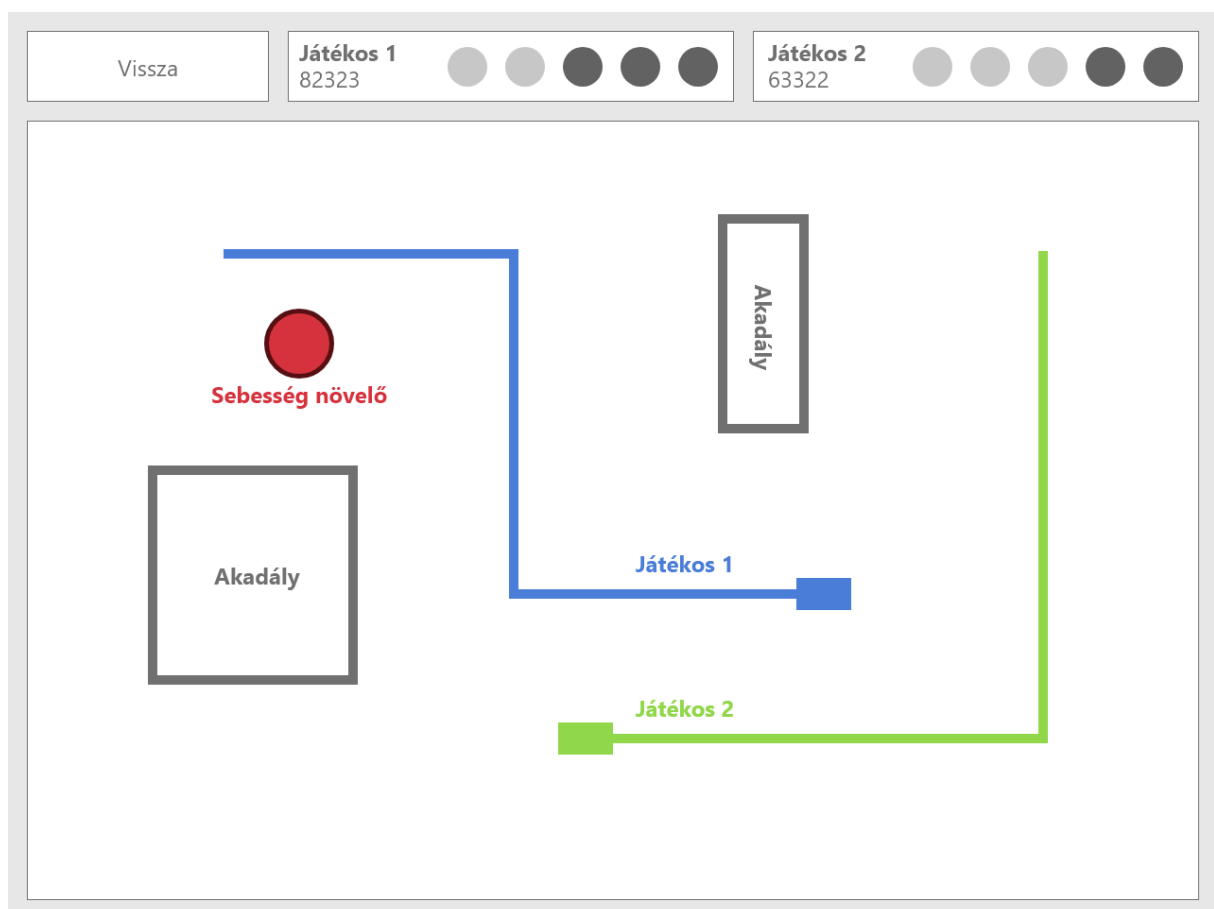 Vissza
Játékos 1
82323
Játékos 2
63322
Akadály
Sebesség növelő
Akadály
Játékos 1
Játékos 2